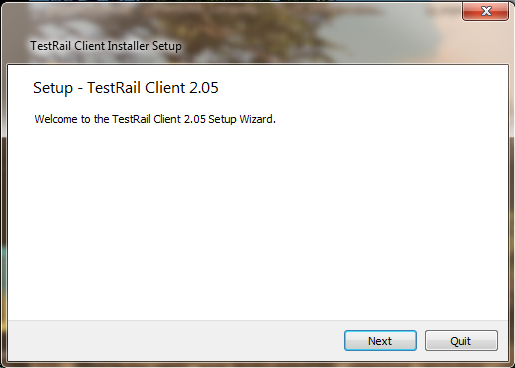 TestRail Client Installer Setup
Setup - TestRail Client 2.05
Welcome to the TestRail Client 2.05 Setup Wizard.
Next
Quit